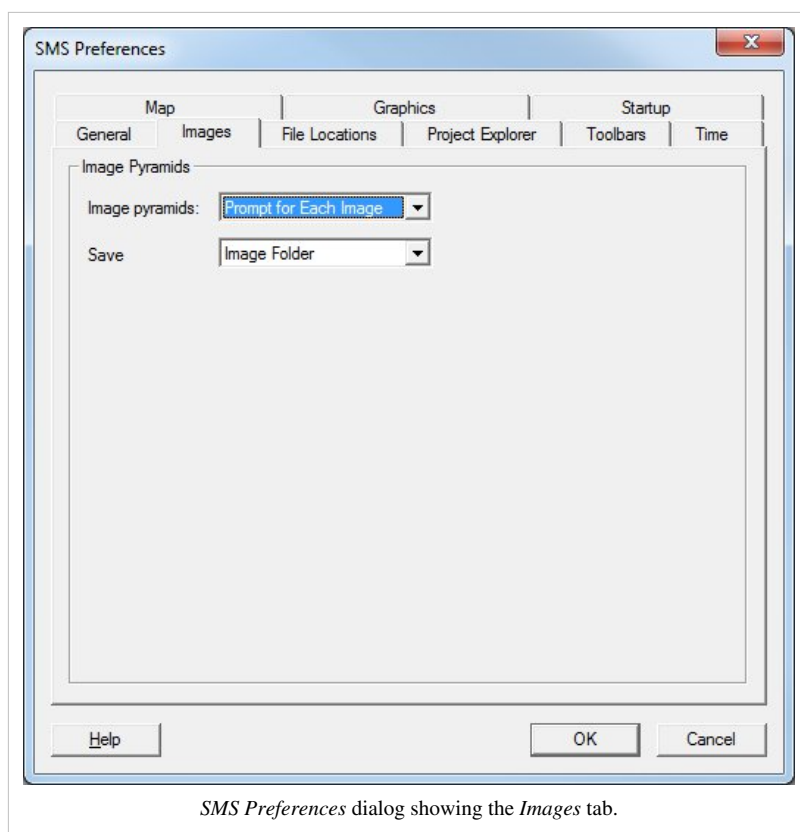 SMS Preferences
Map Graphics Startup
General Images File Locations Project Explorer Toolbars Time
Image Pyramids
Image pyramids: Prompt for Each Image
Save Image Folder
Help OK Cancel
SMS Preferences dialog showing the Images tab.